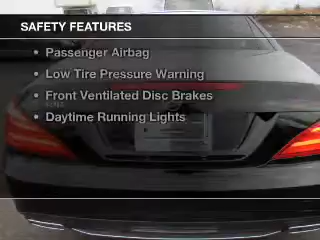 SAFETY FEATURES
• Passenger Airbag
• Low Tire Pressure Warning
• Front Ventilated Disc Brakes
• Daytime Running Lights